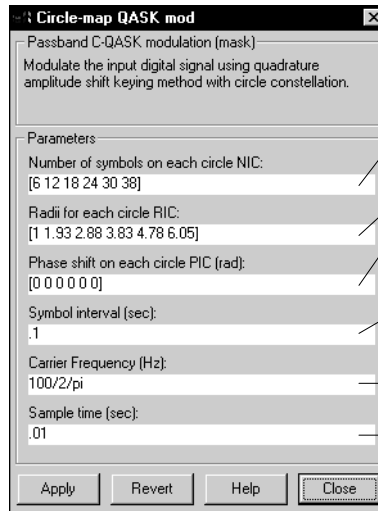 Circle-map QASK mod
Passband C-QASK modulation (mask)
Modulate the input digital signal using quadrature
amplitude shift keying method with circle constellation.
Parameters
Number of symbols on each circle NIC:
[6 12 18 24 30 38]
Radii for each circle RIC:
[1 1.93 2.88 3.83 4.78 6.05]
Phase shift on each circle PIC (rad):
[0 0 0 0 0 0]
Symbol interval (sec):
.1
Carrier Frequency (Hz):
100/2/pi
Sample time (sec):
.01
Apply Revert Help Close